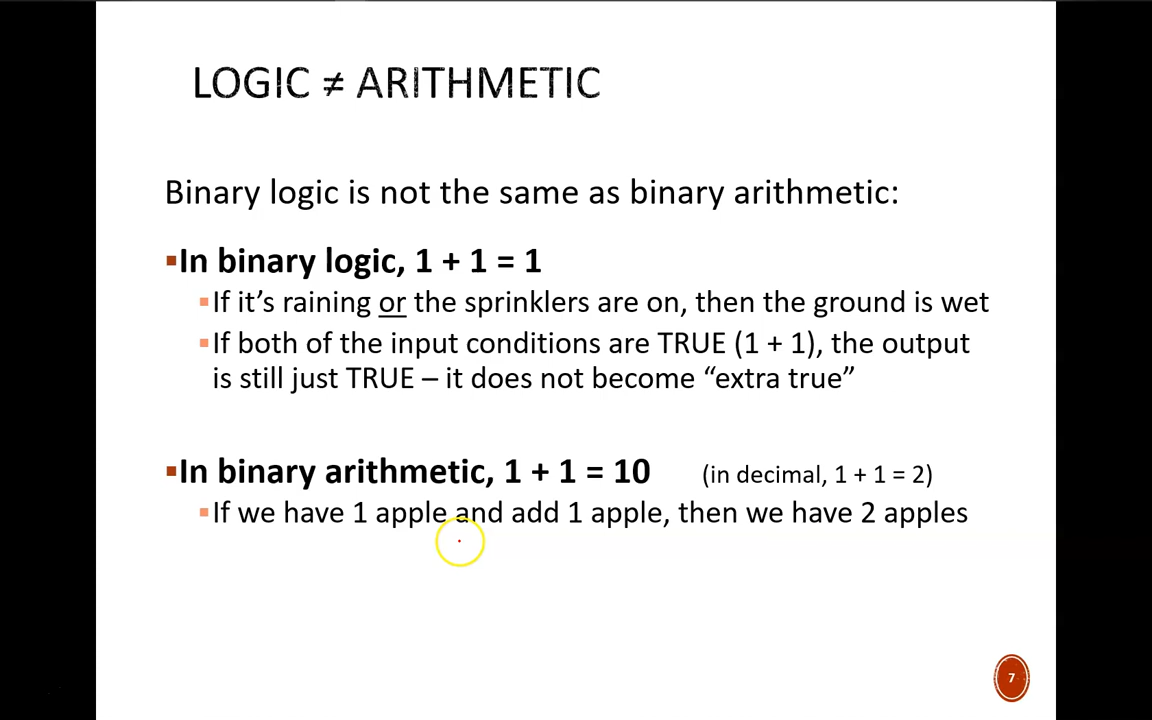 LOGIC ≠ ARITHMETIC
Binary logic is not the same as binary arithmetic:
▪In binary logic, 1 + 1 = 1
▪If it's raining or the sprinklers are on, then the ground is wet
▪If both of the input conditions are TRUE (1 + 1), the output
is still just TRUE – it does not become “extra true”
▪In binary arithmetic, 1 + 1 = 10 (in decimal, 1 + 1 = 2)
▪If we have 1 apple and add 1 apple, then we have 2 apples
7